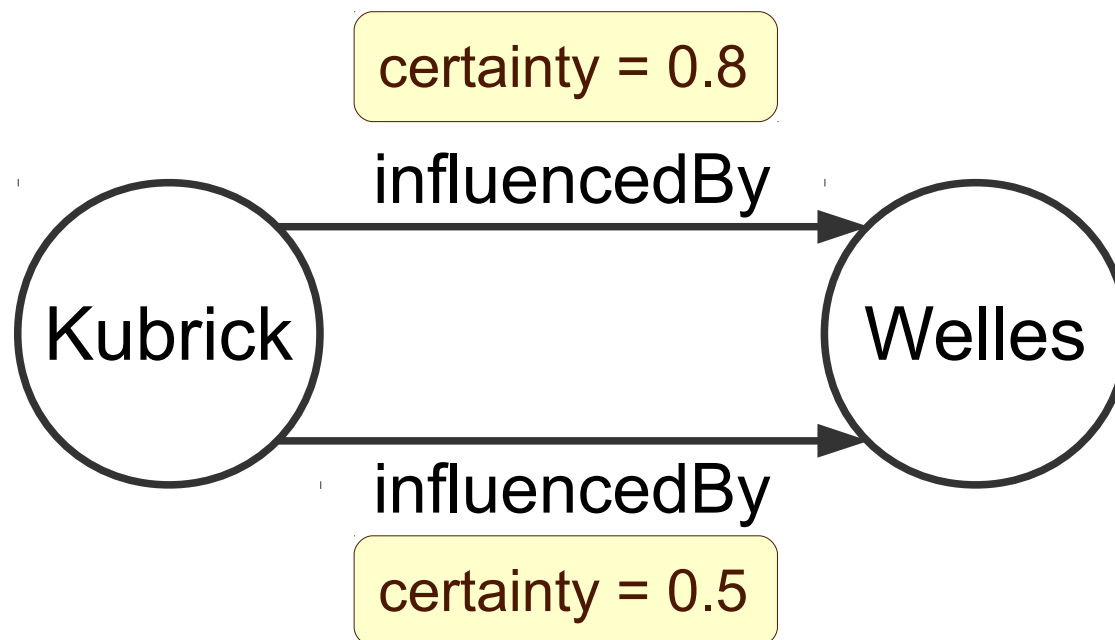 certainty = 0.8
influencedBy
Kubrick
Welles
influencedBy
certainty = 0.5